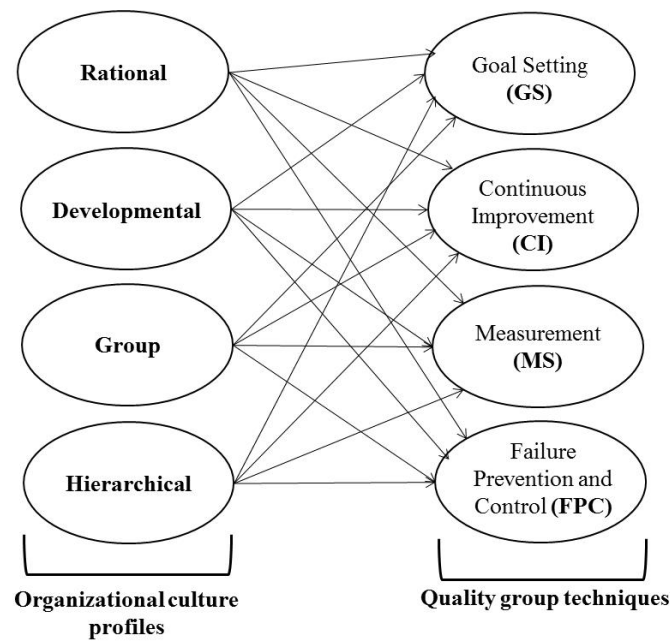 Rational
Developmental
Group
Hierarchical
Organizational culture
profiles
Goal Setting
(GS)
Continuous
Improvement
(CI)
Measurement
(MS)
Failure
Prevention and
Control (FPC)
Quality group techniques